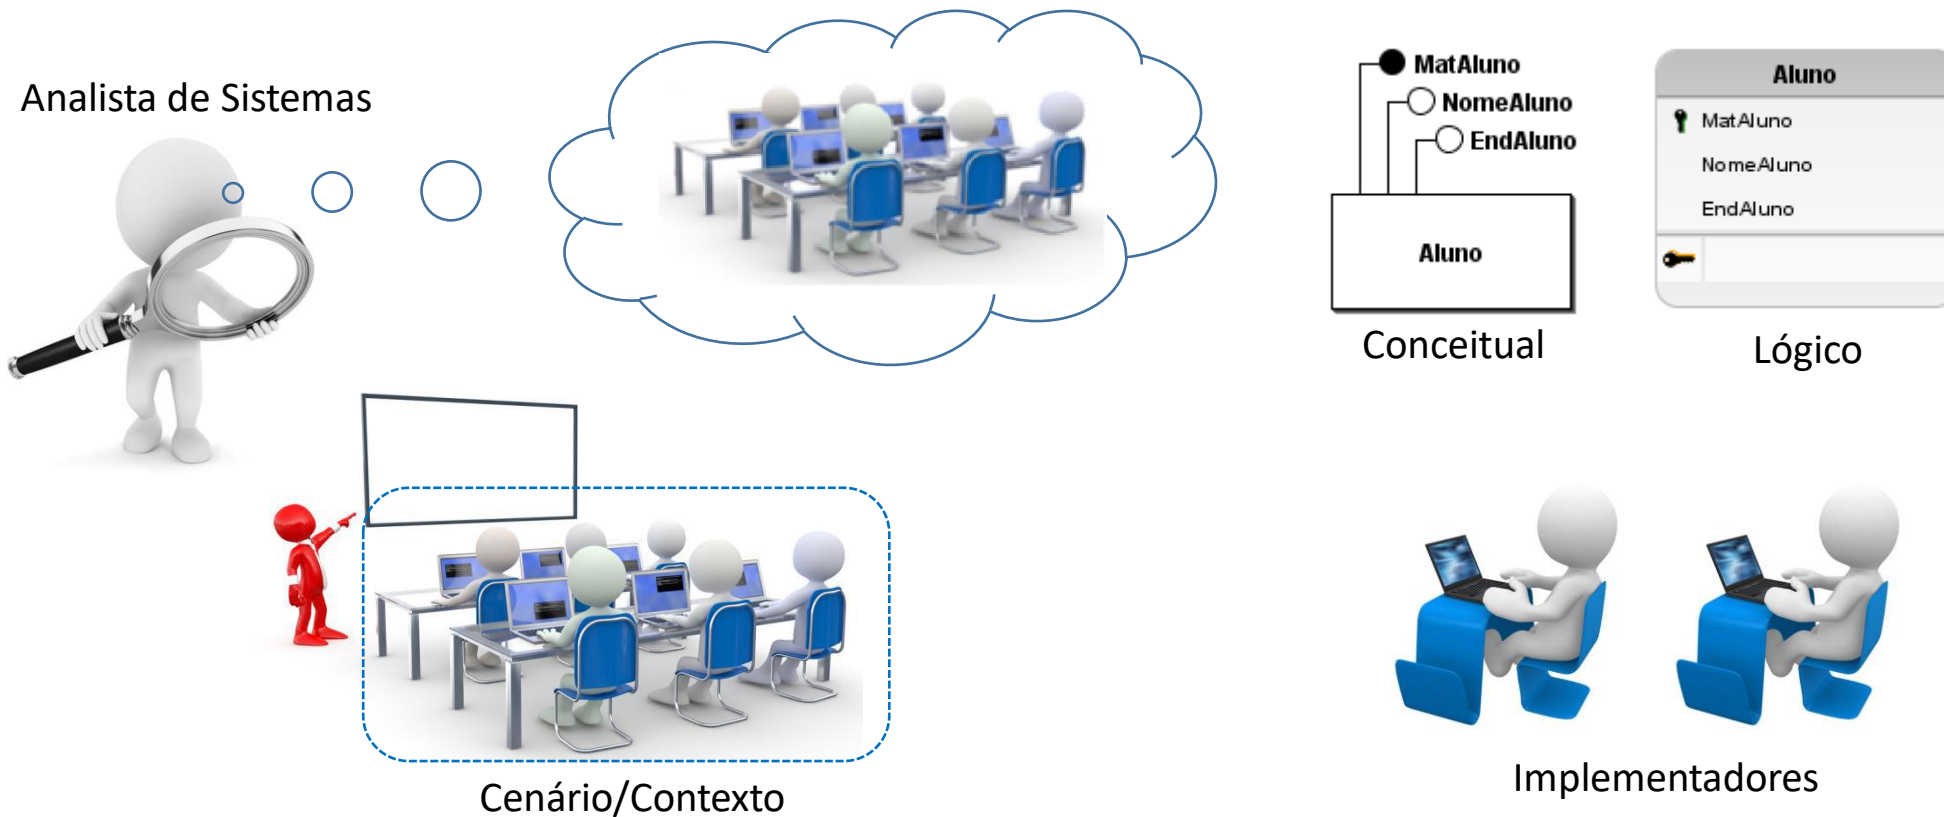 Analista de Sistemas
MatAluno
NomeAluno
EndAluno
Aluno
Conceitual
Aluno
MatAluno
NomeAluno
EndAluno
Lógico
Cenário/Contexto
Implementadores